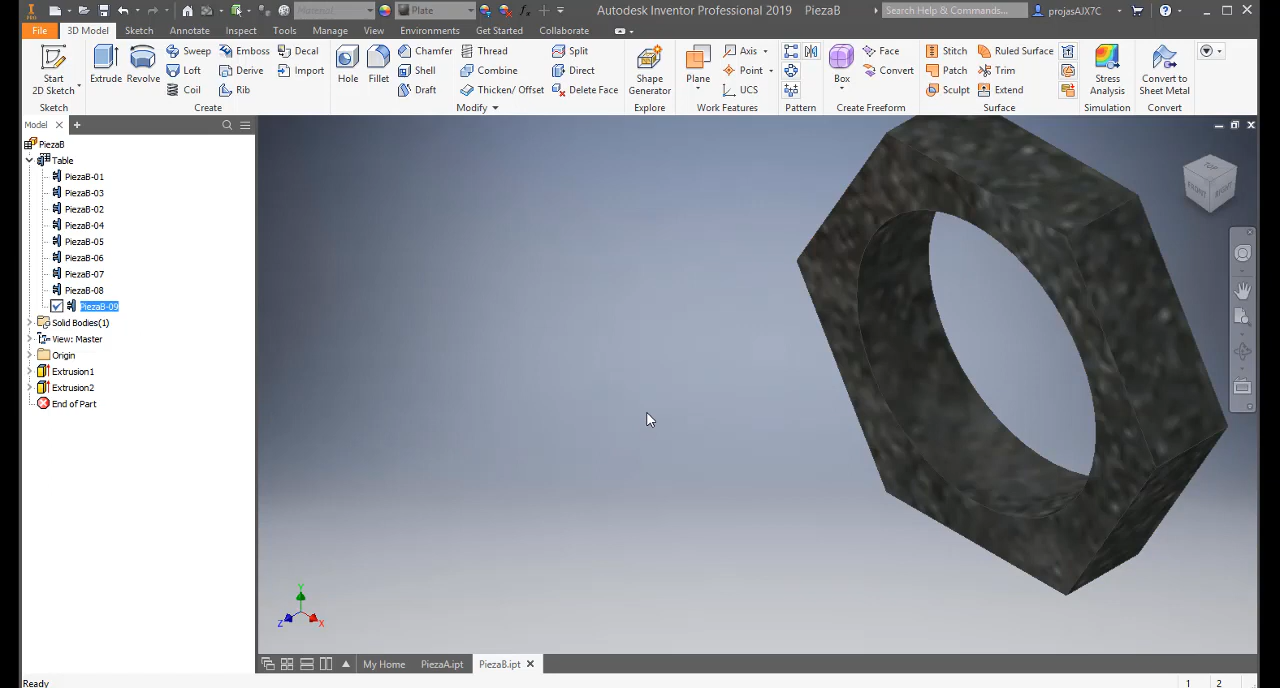 PRO
Material
Plate
Autodesk Inventor Professional 2019 PiezaB
Search Help & Commands...
projasAJX7C
File 3D Model Sketch Annotate Inspect Tools Manage View Environments Get Started Collaborate
Start 2D Sketch
Sketch
Extrude Revolve
Sweep Emboss Decal
Loft Derive Import
Coil Rib
Create
Hole Fillet
Chamfer Thread Split
Shell Combine Direct
Draft Thicken/ Offset Delete Face
Modify
Shape Generator
Explore
Plane
Axis
Point
UCS
Work Features
Pattern
Box
Face
Convert
Create Freeform
Stitch Ruled Surface
Patch Trim
Sculpt Extend
Surface
Stress Analysis
Simulation
Convert to Sheet Metal
Convert
Model
PiezaB
Table
PiezaB-01
PiezaB-03
PiezaB-02
PiezaB-04
PiezaB-05
PiezaB-06
PiezaB-07
PiezaB-08
PiezaB-09
Solid Bodies(1)
View: Master
Origin
Extrusion1
Extrusion2
End of Part
TOP
FRONT
RIGHT
Y
Z
X
My Home PiezaA.ipt PiezaB.ipt
Ready
1 2